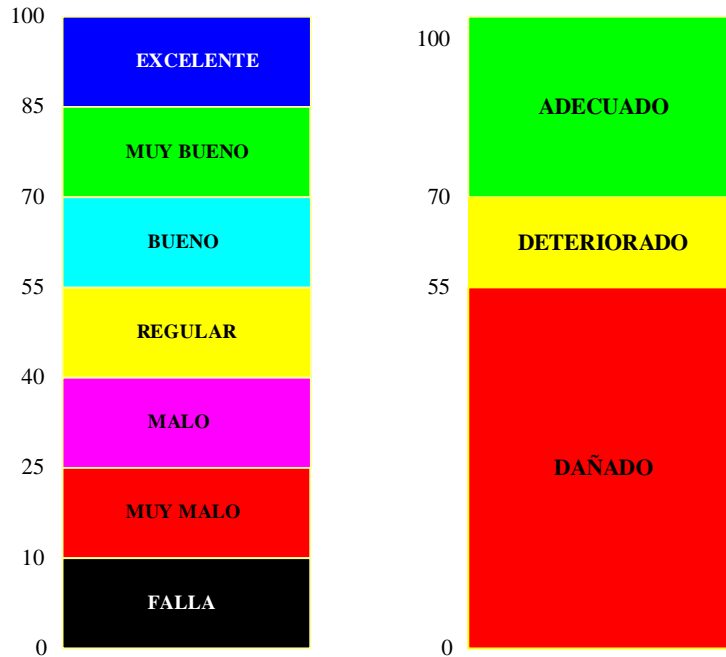 100
EXCELENTE
85
MUY BUENO
70
BUENO
55
REGULAR
40
MALO
25
MUY MALO
10
FALLA
0
100
ADECUADO
70
DETERIORADO
55
DAÑADO
0